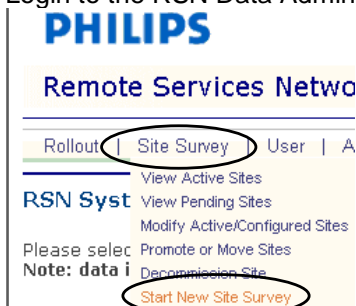 Login to the RSN Data Admin
PHILIPS
Remote Services Netwo
Rollout | Site Survey | User | A
View Active Sites
RSN Syst View Pending Sites
Modify Active/Configured Sites
Please selec Promote or Move Sites
Note: data i Decommission Site
Start New Site Survey